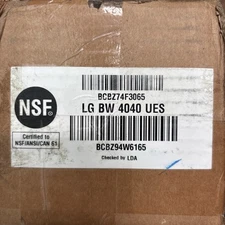 BCBZ74F3065
LG BW 4040 UES
NSF®
Certified to
NSF/ANSI/CAN 61
BCBZ94W6165
Checked by LDA